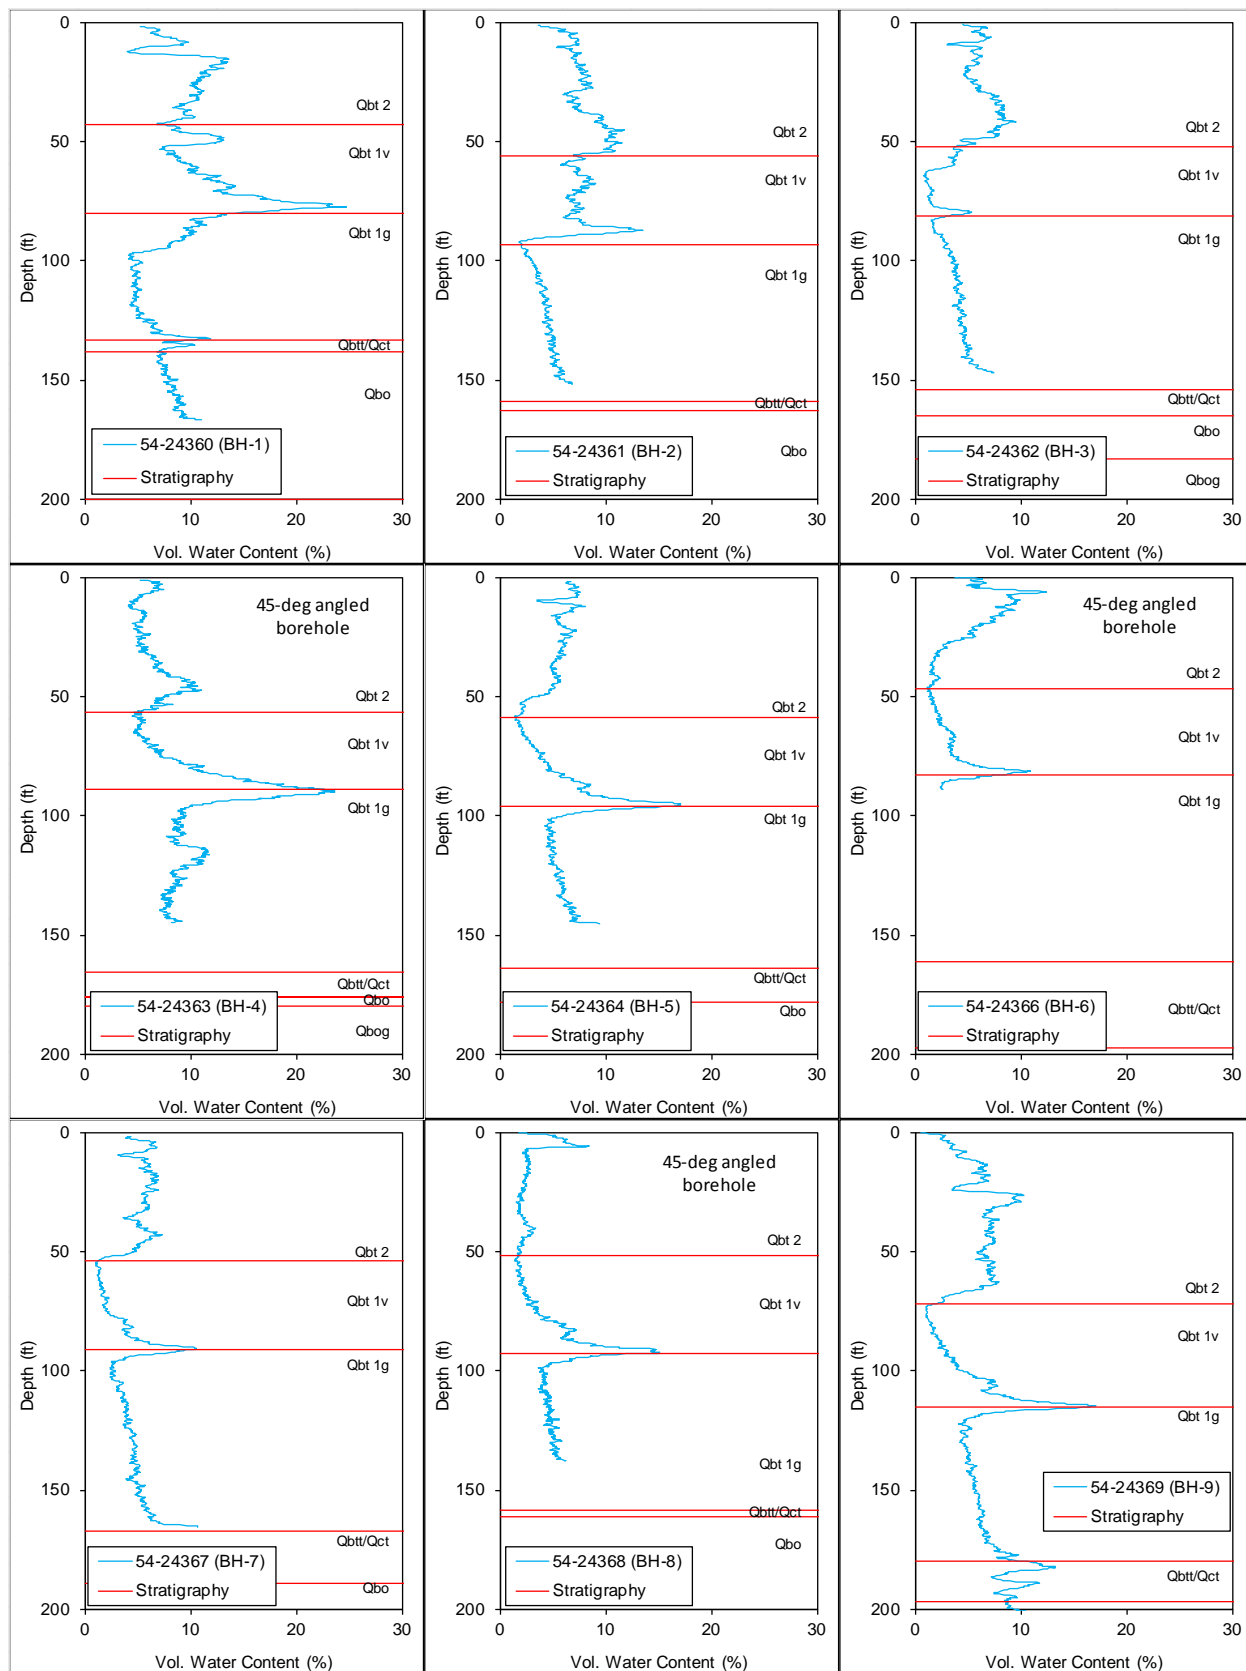 0
50
100
150
200
Depth (ft)
Qbt 2
Qbt 1v
Qbt 1g
Qbtt/Qct
Qbo
54-24360 (BH-1)
Stratigraphy
0 10 20 30
Vol. Water Content (%)
0
50
100
150
200
Depth (ft)
Qbt 2
Qbt 1v
Qbt 1g
Qbtt/Qct
Qbo
54-24361 (BH-2)
Stratigraphy
0 10 20 30
Vol. Water Content (%)
0
50
100
150
200
Depth (ft)
Qbt 2
Qbt 1v
Qbt 1g
Qbtt/Qct
Qbo
Qbog
54-24362 (BH-3)
Stratigraphy
0 10 20 30
Vol. Water Content (%)
0
50
100
150
200
Depth (ft)
45-deg angled
borehole
Qbt 2
Qbt 1v
Qbt 1g
Qbtt/Qct
Qbo
Qbog
54-24363 (BH-4)
Stratigraphy
0 10 20 30
Vol. Water Content (%)
0
50
100
150
200
Depth (ft)
Qbt 2
Qbt 1v
Qbt 1g
Qbtt/Qct
Qbo
54-24364 (BH-5)
Stratigraphy
0 10 20 30
Vol. Water Content (%)
0
50
100
150
200
Depth (ft)
45-deg angled
borehole
Qbt 2
Qbt 1v
Qbt 1g
Qbtt/Qct
54-24366 (BH-6)
Stratigraphy
0 10 20 30
Vol. Water Content (%)
0
50
100
150
200
Depth (ft)
Qbt 2
Qbt 1v
Qbt 1g
Qbtt/Qct
Qbo
54-24367 (BH-7)
Stratigraphy
0 10 20 30
Vol. Water Content (%)
0
50
100
150
200
Depth (ft)
45-deg angled
borehole
Qbt 2
Qbt 1v
Qbt 1g
Qbtt/Qct
Qbo
54-24368 (BH-8)
Stratigraphy
0 10 20 30
Vol. Water Content (%)
0
50
100
150
200
Depth (ft)
Qbt 2
Qbt 1v
Qbt 1g
54-24369 (BH-9)
Stratigraphy
Qbtt/Qct
0 10 20 30
Vol. Water Content (%)